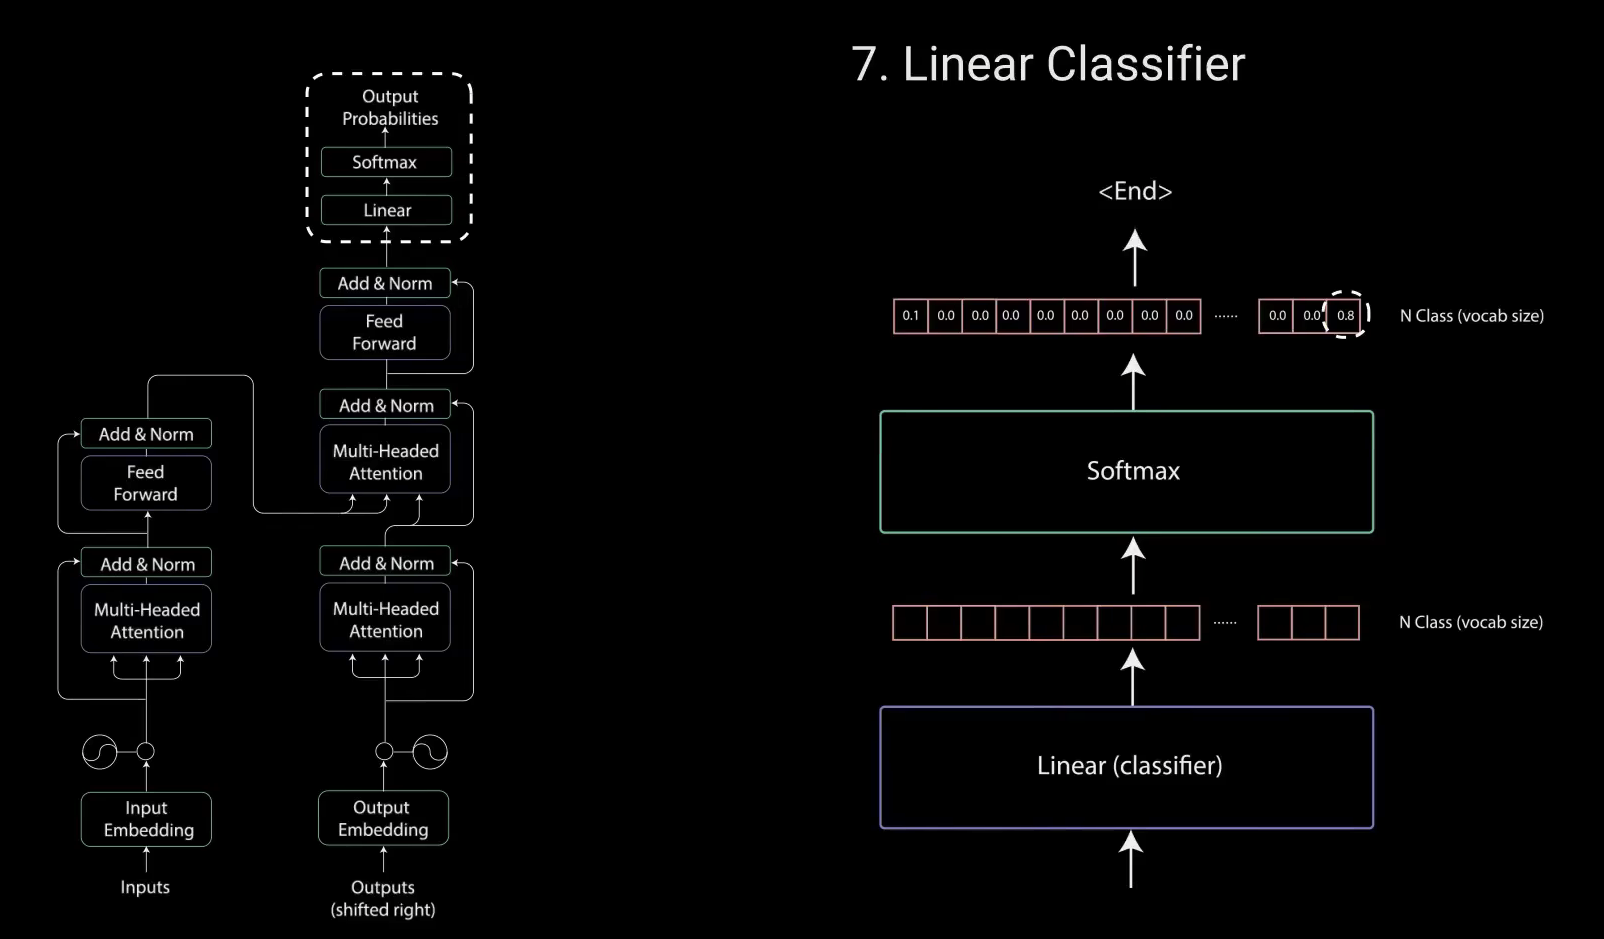 7. Linear Classifier
Output
Probabilities
Softmax
Linear
Add & Norm
Feed
Forward
Add & Norm
Multi-Headed
Attention
Add & Norm
Multi-Headed
Attention
Output
Embedding
Outputs
(shifted right)
Add & Norm
Feed
Forward
Add & Norm
Multi-Headed
Attention
Input
Embedding
Inputs
<End>
0.1 0.0 0.0 0.0 0.0 0.0 0.0 0.0 0.0 ...... 0.0 0.0 0.8 N Class (vocab size)
Softmax
...... N Class (vocab size)
Linear (classifier)